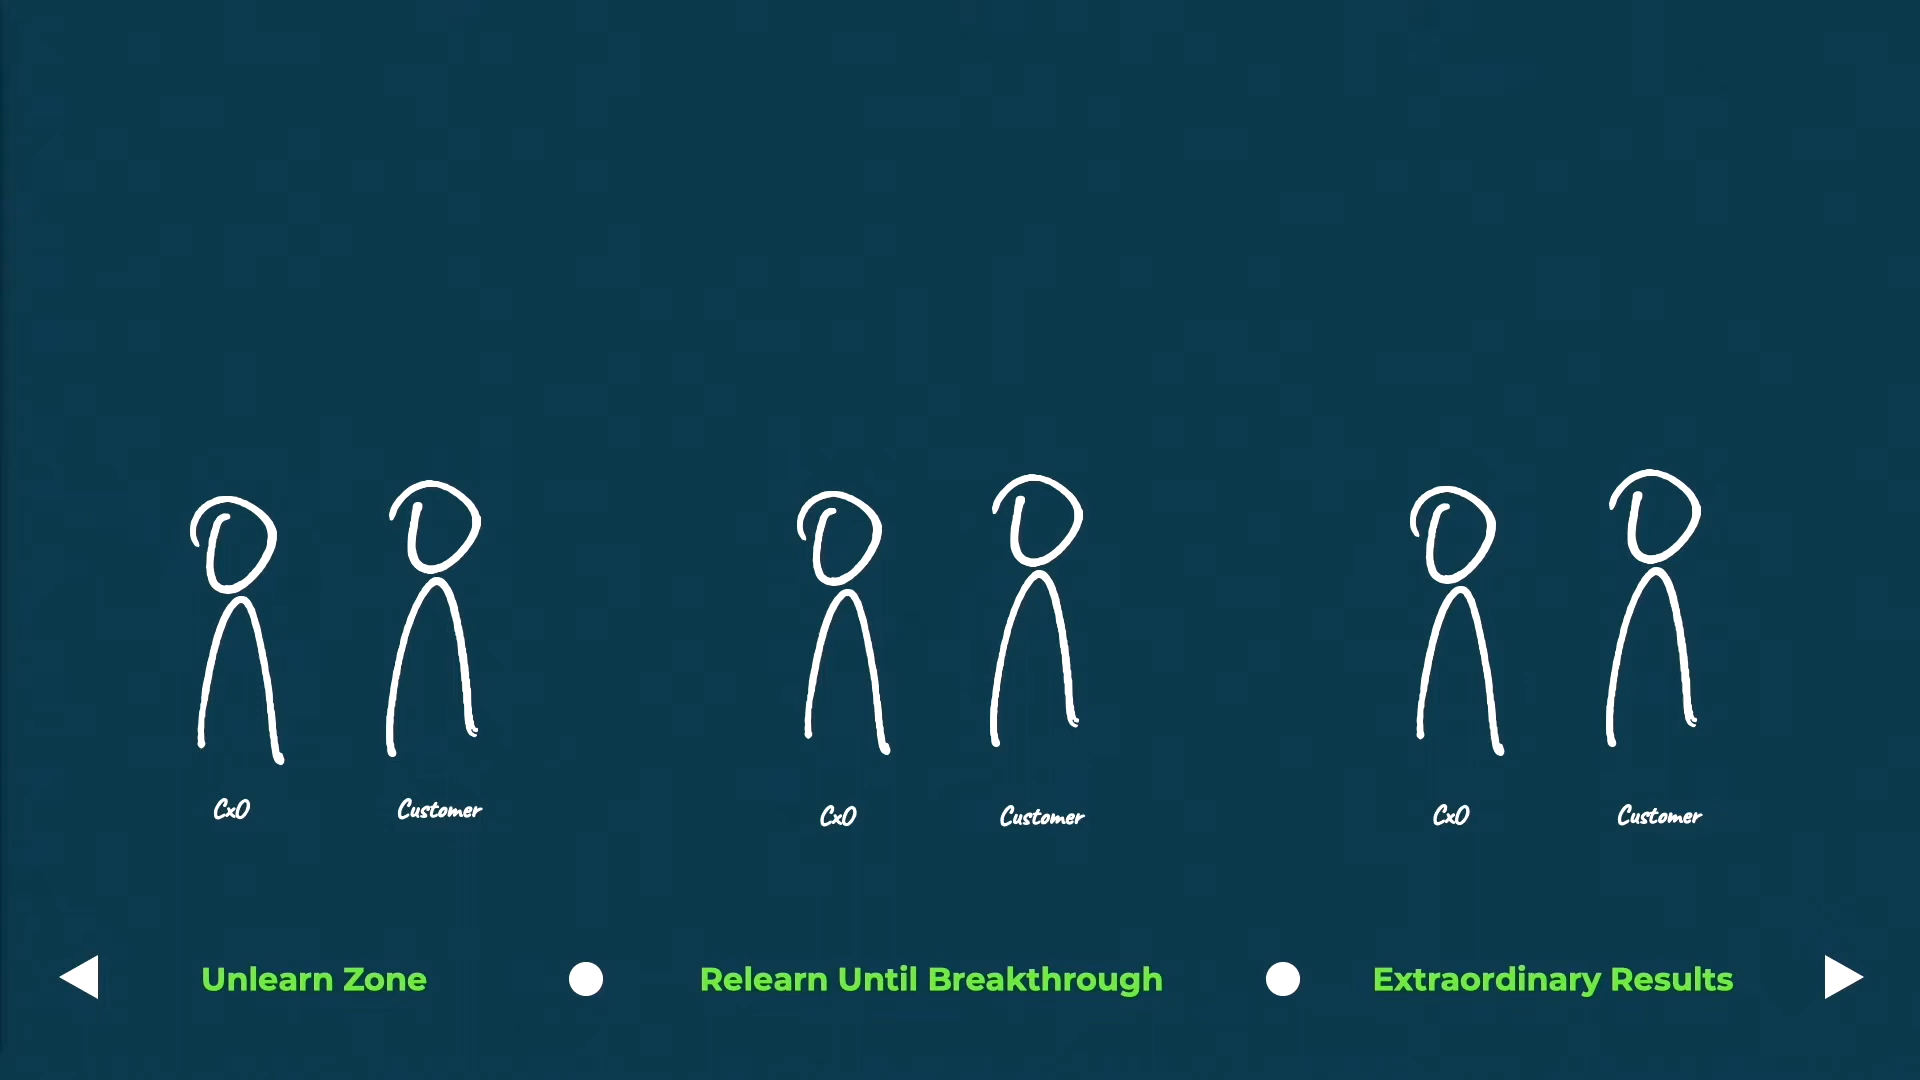 CxO
Customer
CxO
Customer
CxO
Customer
Unlearn Zone
Relearn Until Breakthrough
Extraordinary Results